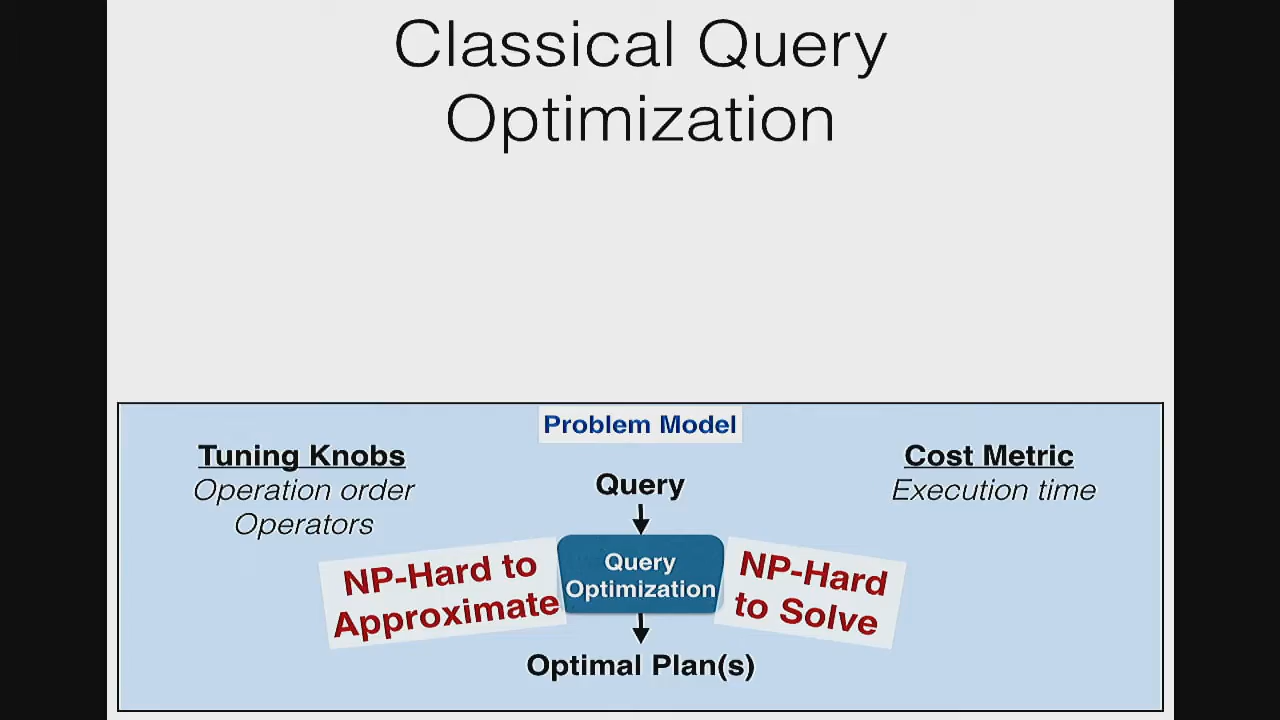 Classical Query
Optimization
Problem Model
Tuning Knobs
Operation order
Operators
Query
Cost Metric
Execution time
NP-Hard to
Approximate
Query
Optimization
NP-Hard
to Solve
Optimal Plan(s)